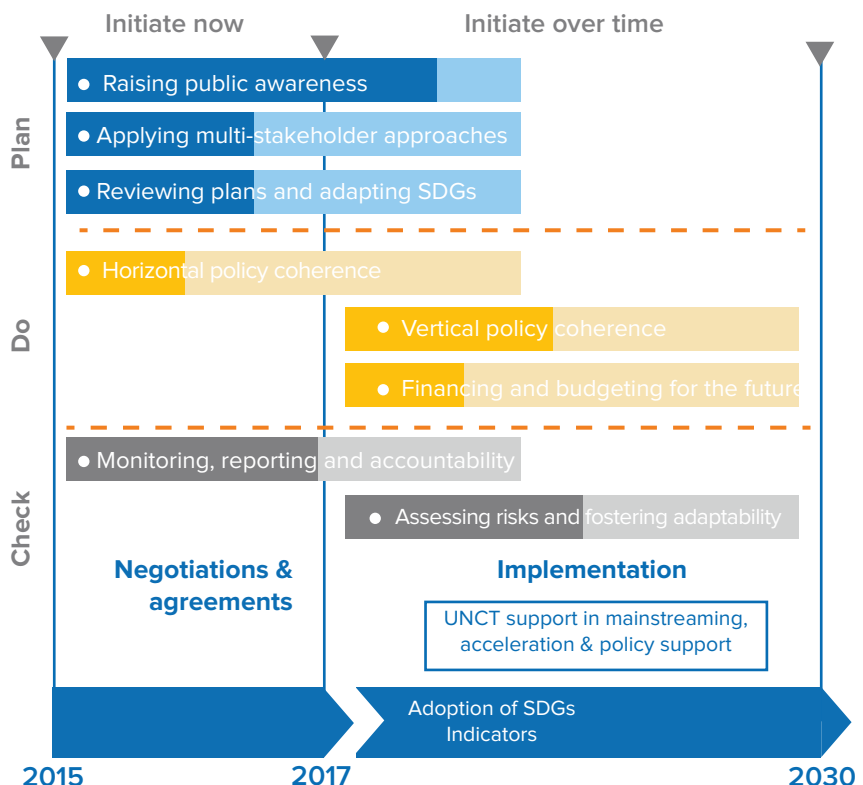 Initiate now
Initiate over time
Plan
Raising public awareness
Applying multi-stakeholder approaches
Reviewing plans and adapting SDGs
Do
Horizontal policy coherence
Vertical policy coherence
Financing and budgeting for the future
Check
Monitoring, reporting and accountability
Assessing risks and fostering adaptability
Negotiations &
agreements
Implementation
UNCT support in mainstreaming,
acceleration & policy support
Adoption of SDGs
Indicators
2015
2017
2030